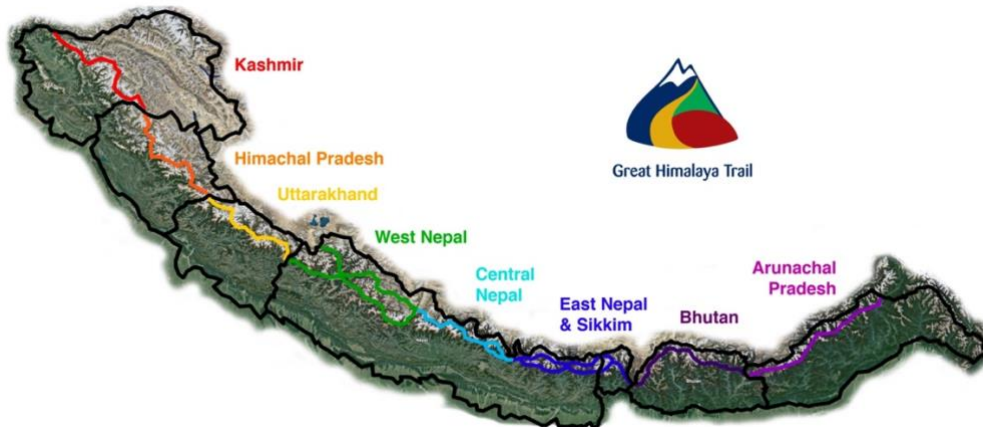 Kashmir
Himachal Pradesh
Uttarakhand
West Nepal
Central
Nepal
East Nepal
& Sikkim
Bhutan
Arunachal
Pradesh
Great Himalaya Trail